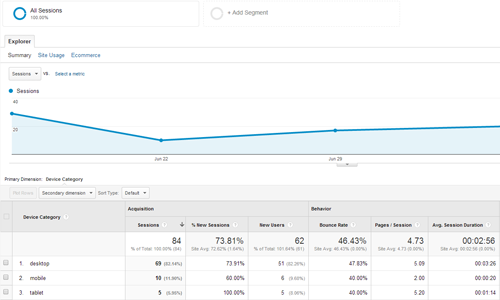 All Sessions
100.00%
+ Add Segment
Explorer
Summary Site Usage Ecommerce
Sessions VS. Select a metric
Sessions
40
20
Jun 22
Jun 29
Primary Dimension: Device Category
Plot Rows Secondary dimension Sort Type: Default
Device Category
Acquisition
Behavior
Sessions % New Sessions New Users Bounce Rate Pages / Session Avg. Session Duration
84 73.81% 62 46.43% 4.73 00:02:56
% of Total: 100.00% (84) Site Avg: 72.62% (1.64%) % of Total: 101.64% (61) Site Avg: 46.43% (0.00%) Site Avg: 4.73 (0.00%) Site Avg: 00:02:56 (0.00%)
1. desktop 69 (82.14%) 73.91% 51 (82.26%) 47.83% 5.09 00:03:26
2. mobile 10 (11.90%) 60.00% 6 (9.68%) 40.00% 2.00 00:00:20
3. tablet 5 (5.95%) 100.00% 5 (8.06%) 40.00% 5.20 00:01:14